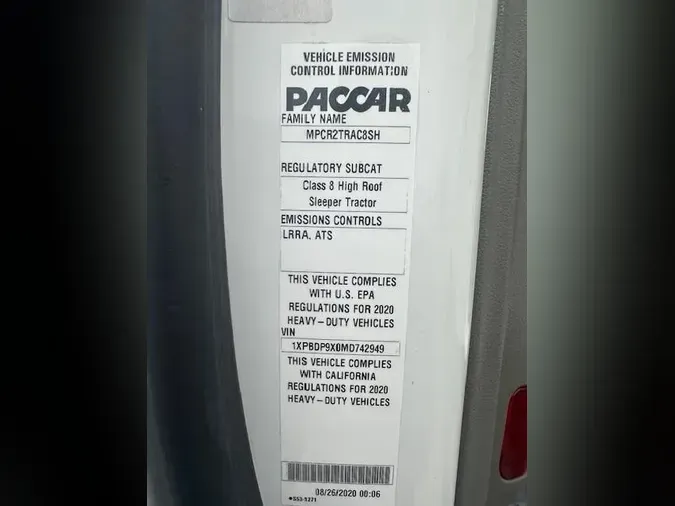 VEHICLE EMISSION
CONTROL INFORMATION
PACCAR
FAMILY NAME
MPCR2TRAC8SH
REGULATORY SUBCAT
Class 8 High Roof
Sleeper Tractor
EMISSIONS CONTROLS
LRRA, ATS
THIS VEHICLE COMPLIES
WITH U.S. EPA
REGULATIONS FOR 2020
HEAVY-DUTY VEHICLES
VIN
1XPBDP9X0MD742949
THIS VEHICLE COMPLIES
WITH CALIFORNIA
REGULATIONS FOR 2020
HEAVY-DUTY VEHICLES
08/26/2020 00:06